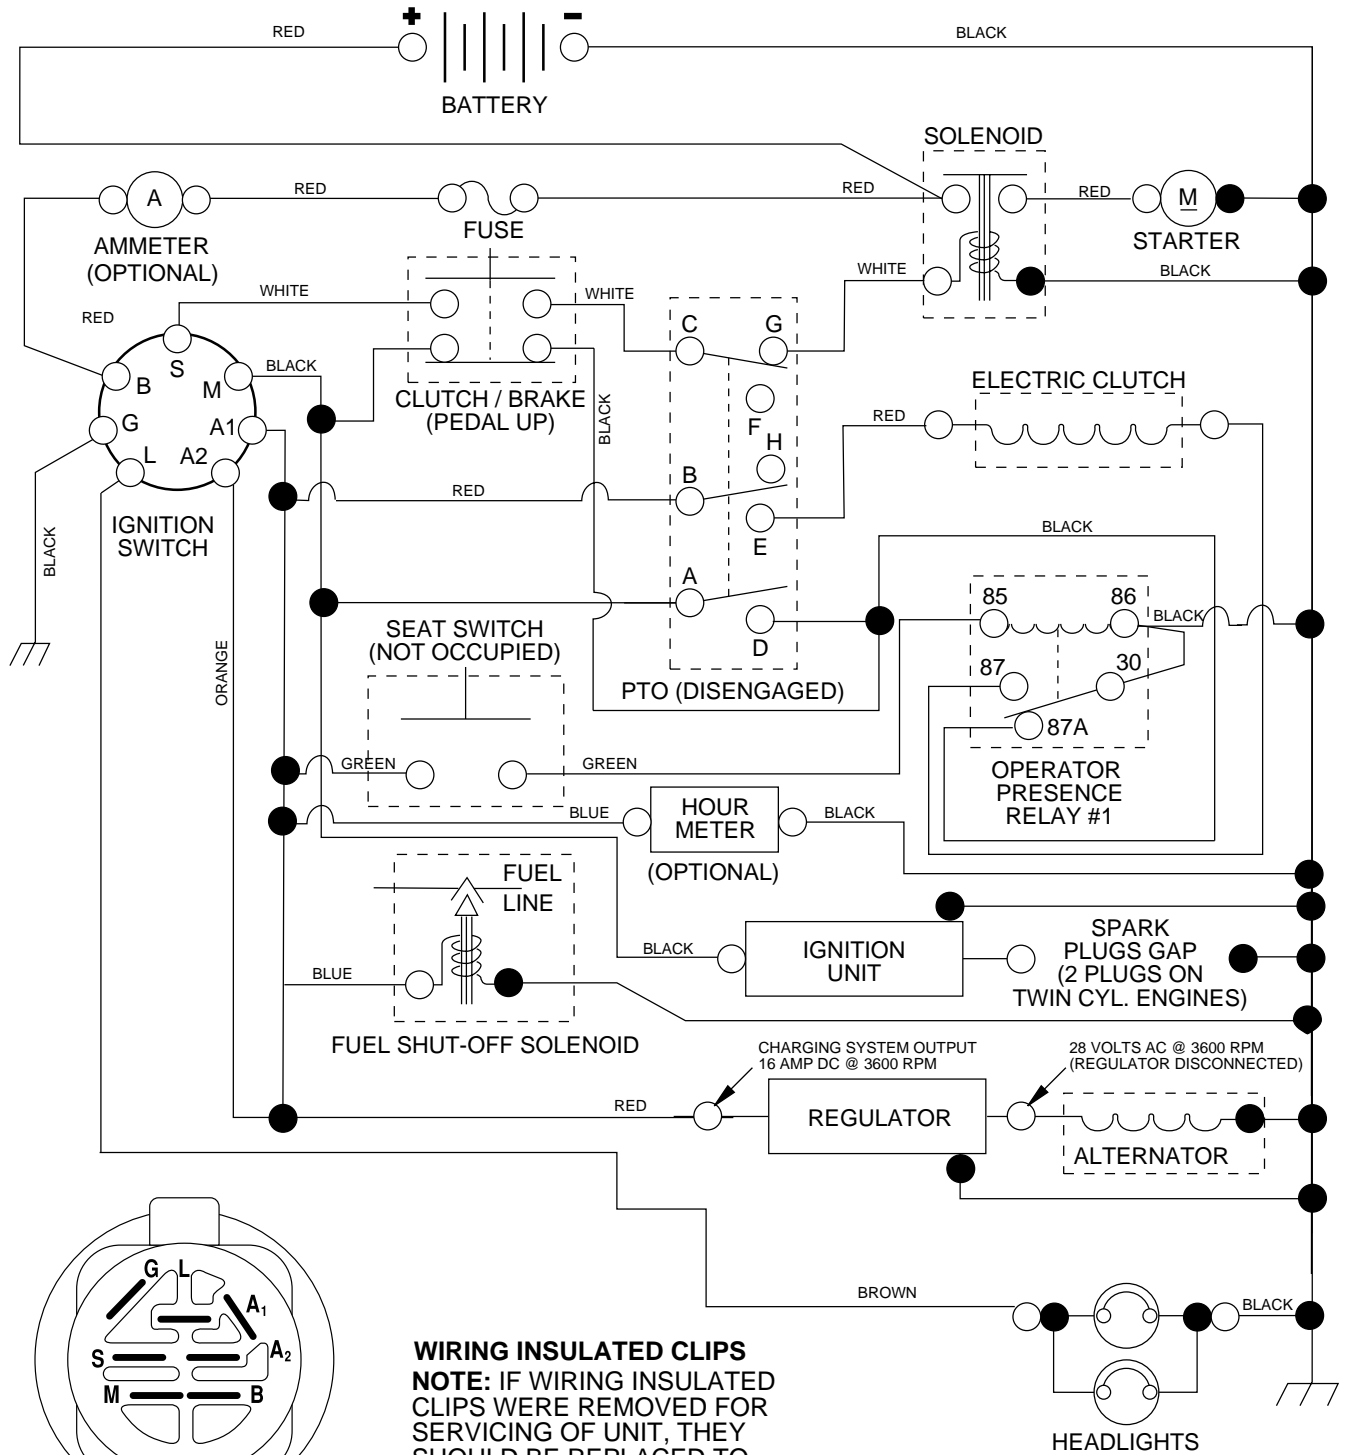 RED
+
−
BLACK
BATTERY
SOLENOID
A
RED
RED
RED
M
FUSE
STARTER
AMMETER
(OPTIONAL)
WHITE
BLACK
WHITE
WHITE
RED
C
G
S
BLACK
B
M
ELECTRIC CLUTCH
CLUTCH / BRAKE
(PEDAL UP)
BLACK
RED
G
A1
F
H
L
A2
B
RED
IGNITION
SWITCH
BLACK
E
BLACK
A
85
86
BLACK
SEAT SWITCH
(NOT OCCUPIED)
D
ORANGE
87
30
PTO (DISENGAGED)
87A
GREEN
GREEN
OPERATOR
PRESENCE
RELAY #1
BLUE
HOUR
METER
BLACK
(OPTIONAL)
FUEL
LINE
SPARK
PLUGS GAP
(2 PLUGS ON
TWIN CYL. ENGINES)
BLACK
IGNITION
UNIT
BLUE
FUEL SHUT-OFF SOLENOID
CHARGING SYSTEM OUTPUT
16 AMP DC @ 3600 RPM
28 VOLTS AC @ 3600 RPM
(REGULATOR DISCONNECTED)
RED
REGULATOR
ALTERNATOR
G
L
A1
S
A2
M
B
BROWN
BLACK
WIRING INSULATED CLIPS
NOTE: IF WIRING INSULATED
CLIPS WERE REMOVED FOR
SERVICING OF UNIT, THEY
SHOULD BE REPLACED TO
HEADLIGHTS